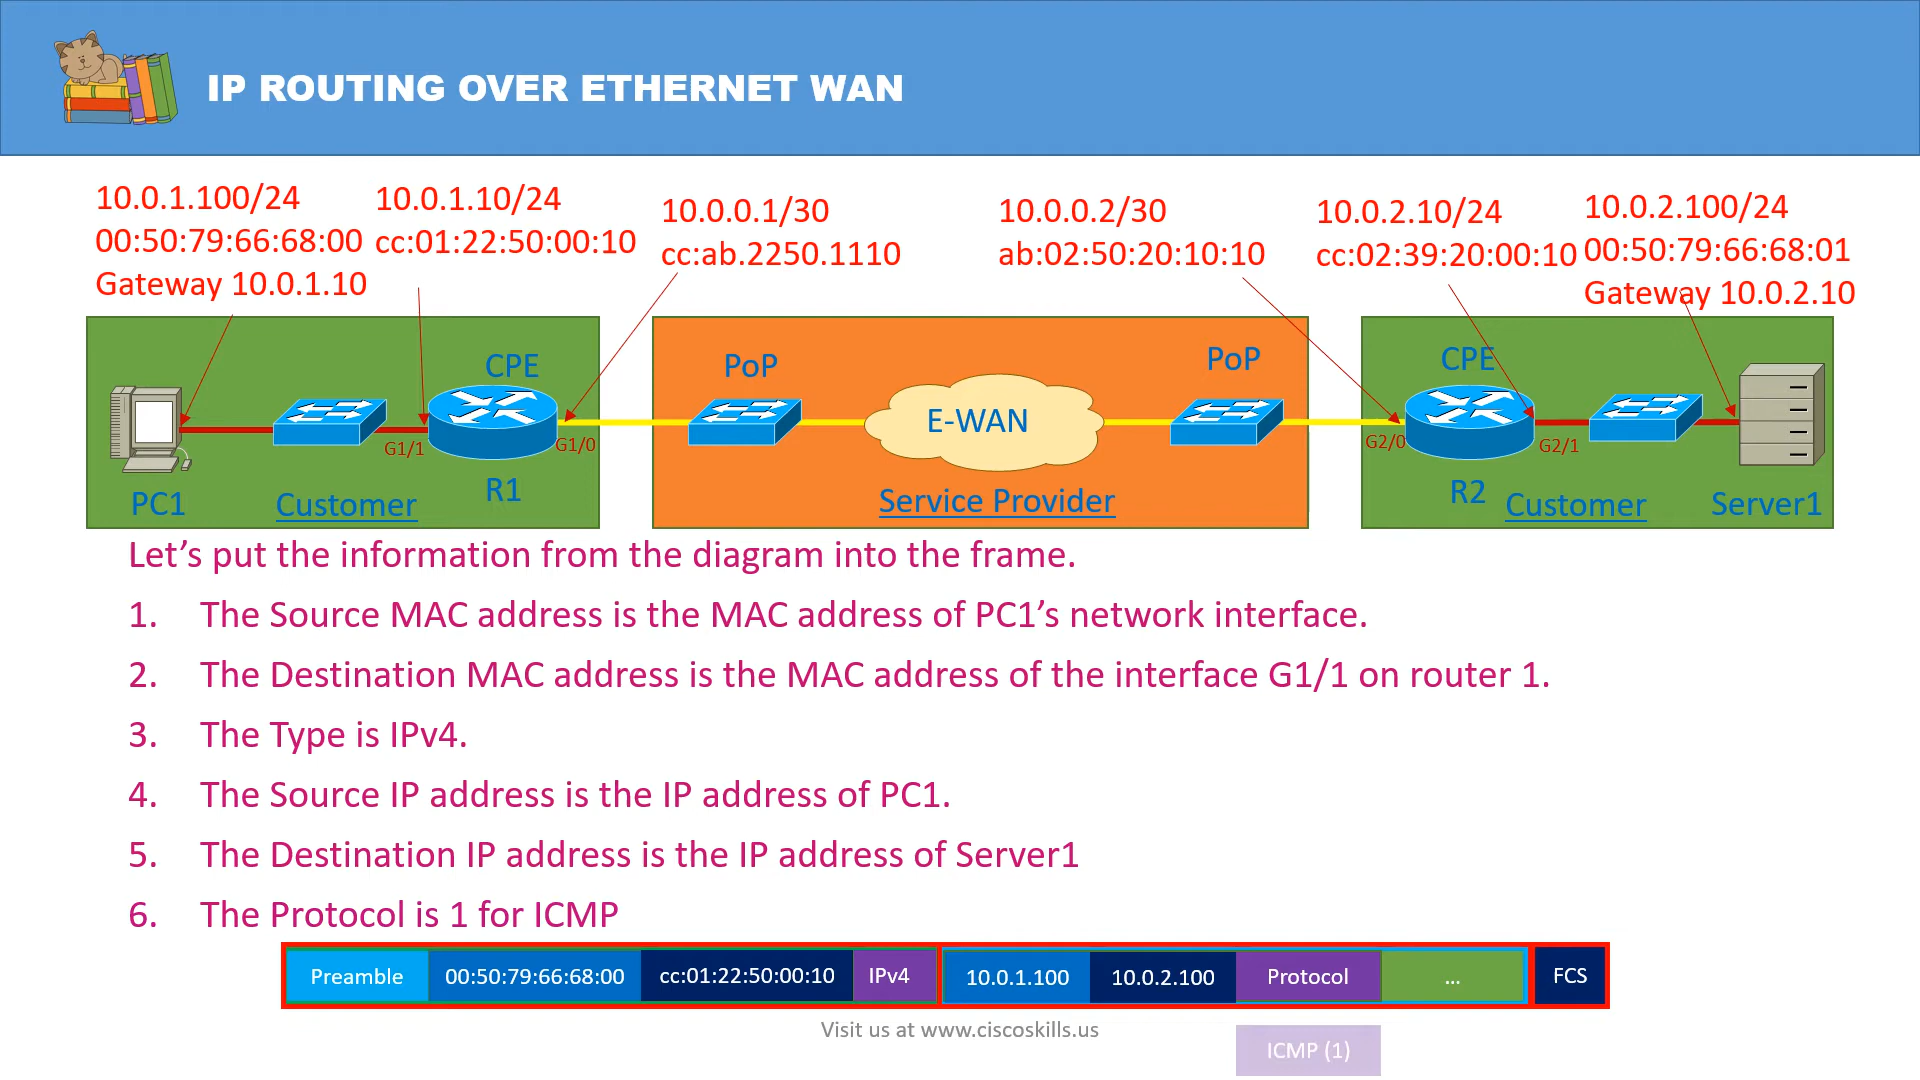 IP ROUTING OVER ETHERNET WAN
10.0.1.100/24
00:50:79:66:68:00
Gateway 10.0.1.10
10.0.1.10/24
cc:01:22:50:00:10
10.0.0.1/30
cc:ab.2250.1110
10.0.0.2/30
ab:02:50:20:10:10
10.0.2.10/24
cc:02:39:20:00:10
10.0.2.100/24
00:50:79:66:68:01
Gateway 10.0.2.10
CPE
PoP
PoP
CPE
E-WAN
G1/1
G1/0
G2/0
G2/1
PC1
Customer
R1
Service Provider
R2
Customer
Server1
Let’s put the information from the diagram into the frame.
1. The Source MAC address is the MAC address of PC1’s network interface.
2. The Destination MAC address is the MAC address of the interface G1/1 on router 1.
3. The Type is IPv4.
4. The Source IP address is the IP address of PC1.
5. The Destination IP address is the IP address of Server1
6. The Protocol is 1 for ICMP
Preamble 00:50:79:66:68:00 cc:01:22:50:00:10 IPv4 10.0.1.100 10.0.2.100 Protocol ... FCS
Visit us at www.ciscoskills.us
ICMP (1)